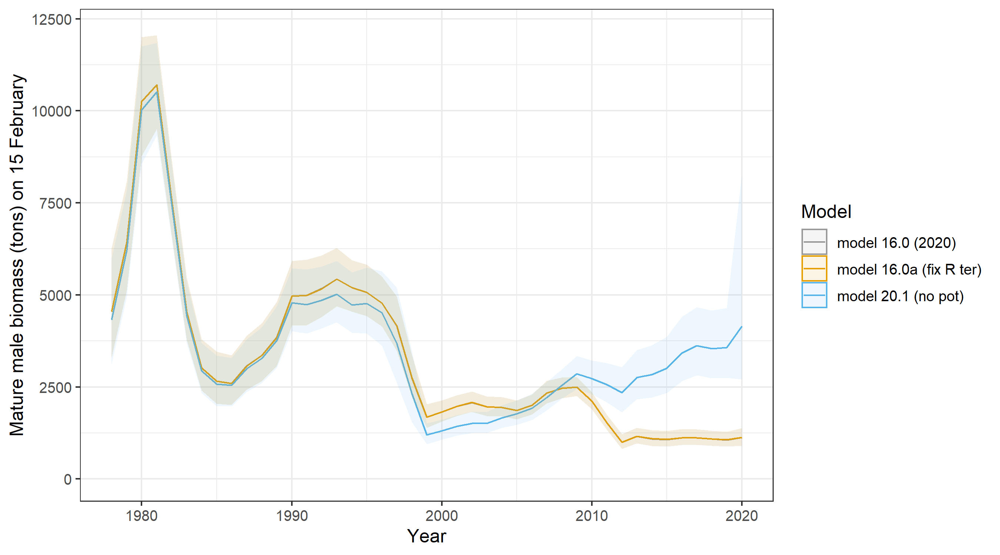 Mature male biomass (tons) on 15 February
12500
10000
7500
5000
2500
0
1980
1990
2000
2010
2020
Year
Model
model 16.0 (2020)
model 16.0a (fix R ter)
model 20.1 (no pot)